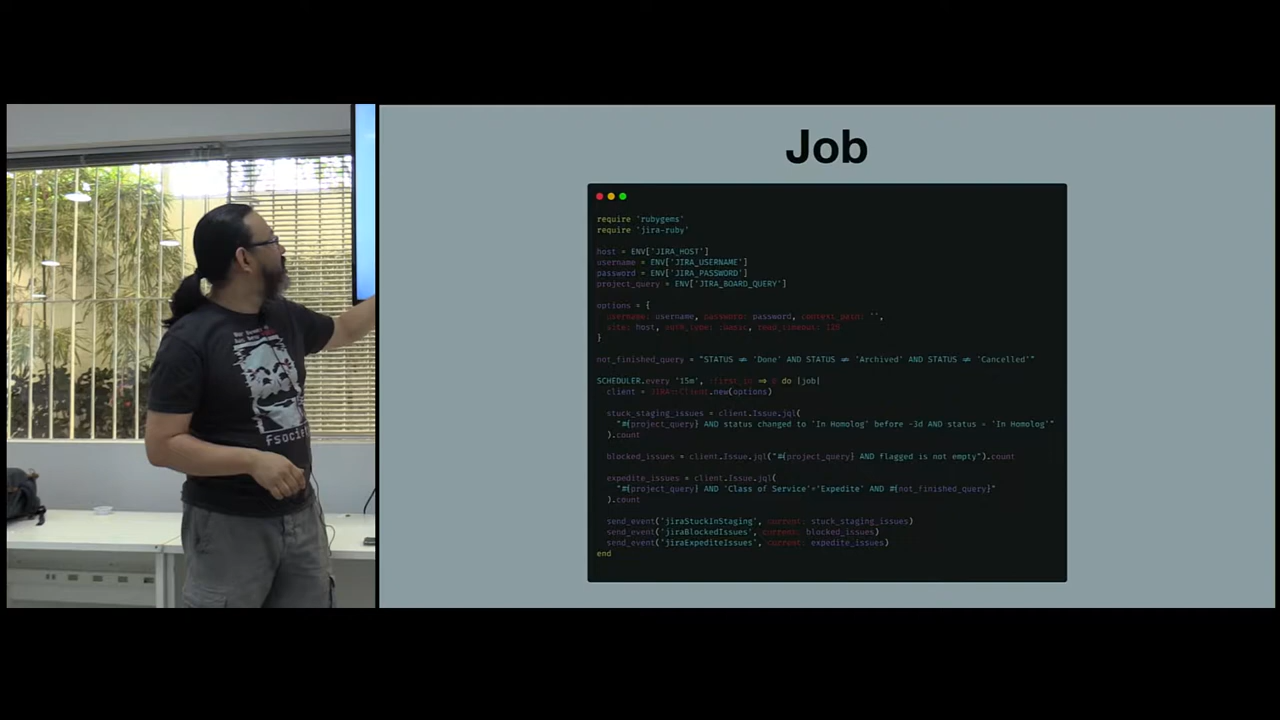 Job
require 'rubygems'
require 'jira-ruby'
host = ENV['JIRA_HOST']
username = ENV['JIRA_USERNAME']
password = ENV['JIRA_PASSWORD']
project_query = ENV['JIRA_BOARD_QUERY']
options = {
username: username, password: password, context_path: '',
site: host, auth_type: :basic, read_timeout: 120
}
not_finished_query = "STATUS != 'Done' AND STATUS != 'Archived' AND STATUS != 'Cancelled'"
SCHEDULER.every '15m', :first_in => 0 do |job|
client = JIRA::Client.new(options)
stuck_staging_issues = client.Issue.jql(
"#{project_query} AND status changed to 'In Homolog' before -3d AND status = 'In Homolog'"
).count
blocked_issues = client.Issue.jql("#{project_query} AND flagged is not empty").count
expedite_issues = client.Issue.jql(
"#{project_query} AND 'Class of Service'='Expedite' AND #{not_finished_query}"
).count
send_event('jiraStuckInStaging', current: stuck_staging_issues)
send_event('jiraBlockedIssues', current: blocked_issues)
send_event('jiraExpediteIssues', current: expedite_issues)
end